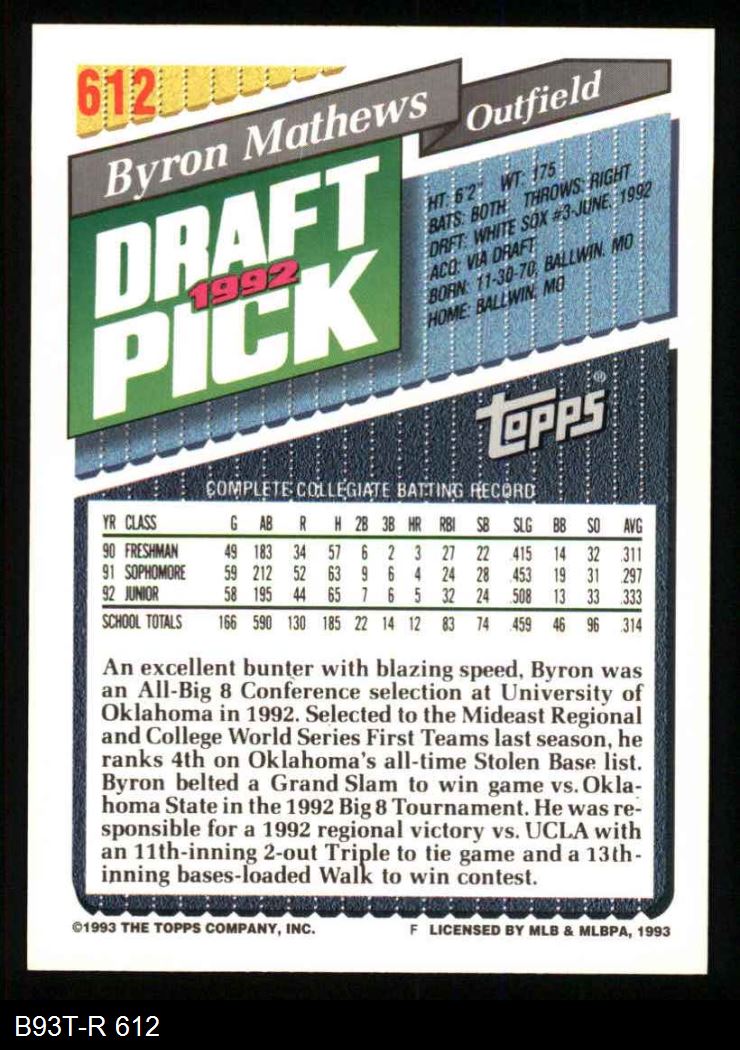 612
Byron Mathews
Outfield
DRAFT
1992
PICK
HT: 6'2" WT: 175
BATS: BOTH THROWS: RIGHT
DRFT: WHITE SOX #3-JUNE, 1992
ACQ: VIA DRAFT
BORN: 11-30-70, BALLWIN, MO
HOME: BALLWIN, MO
TOPPS®
COMPLETE COLLEGIATE BATTING RECORD
YR CLASS G AB R H 2B 3B HR RBI SB SLG BB SO AVG
90 FRESHMAN 49 183 34 57 6 2 3 27 22 .415 14 32 .311
91 SOPHOMORE 59 212 52 63 9 6 4 24 28 .453 19 31 .297
92 JUNIOR 58 195 44 65 7 6 5 32 24 .508 13 33 .333
SCHOOL TOTALS 166 590 130 185 22 14 12 83 74 .459 46 96 .314
An excellent bunter with blazing speed, Byron was
an All-Big 8 Conference selection at University of
Oklahoma in 1992. Selected to the Mideast Regional
and College World Series First Teams last season, he
ranks 4th on Oklahoma's all-time Stolen Base list.
Byron belted a Grand Slam to win game vs. Okla-
homa State in the 1992 Big 8 Tournament. He was re-
sponsible for a 1992 regional victory vs. UCLA with
an 11th-inning 2-out Triple to tie game and a 13th-
inning bases-loaded Walk to win contest.
©1993 THE TOPPS COMPANY, INC. F LICENSED BY MLB & MLBPA, 1993
B93T-R 612